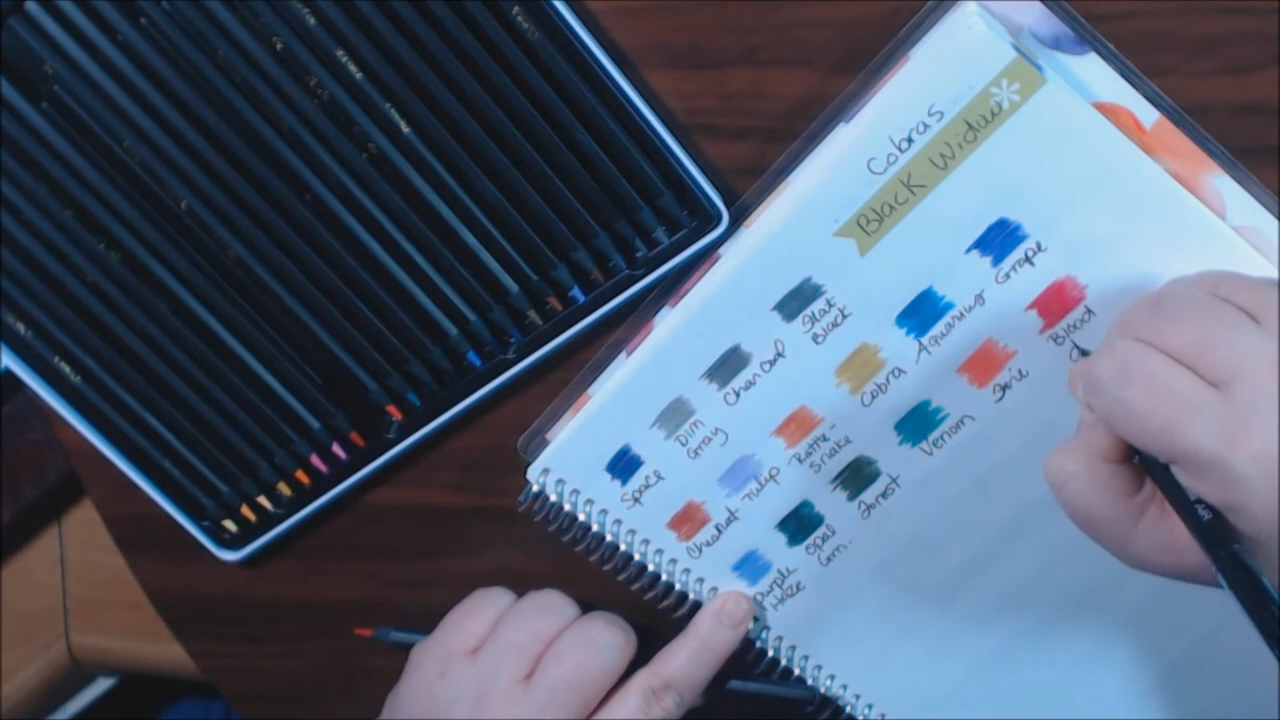 Cobras
Black Widow
Space
Dim
Gray
Charcoal
Flat
Black
Chestnut
Tulip
Rattle-
snake
Cobra
Aquarius
Grape
Purple
Haze
Opal
Grn.
Forest
Venom
Blood